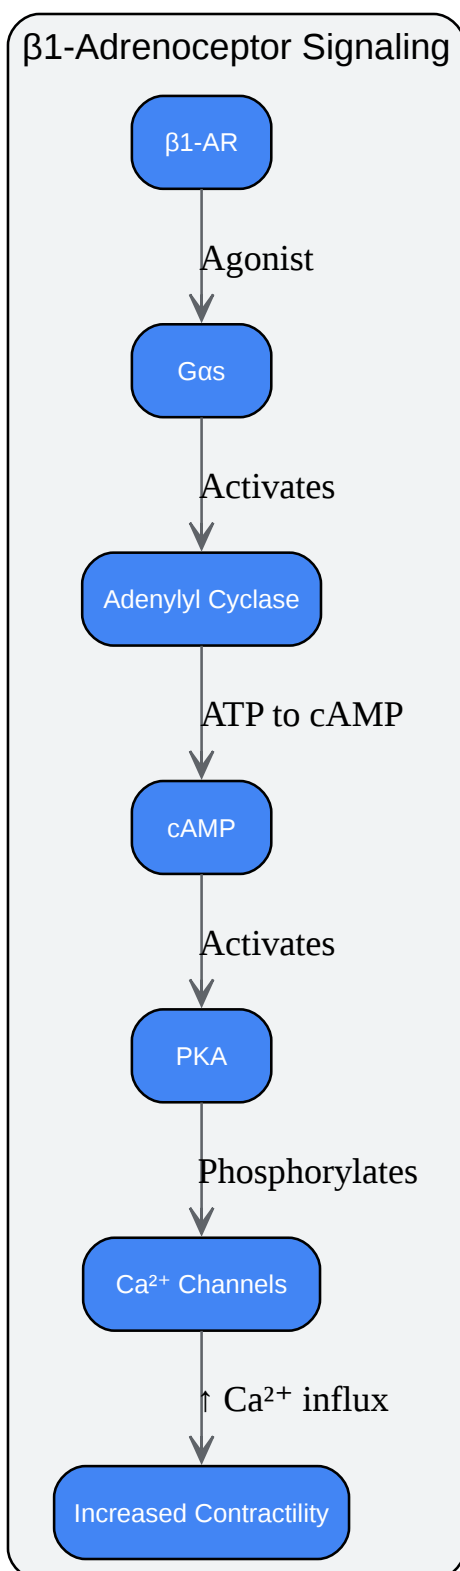 β1-Adrenoceptor Signaling
β1-AR
Agonist
Gαs
Activates
Adenylyl Cyclase
ATP to cAMP
cAMP
Activates
PKA
Phosphorylates
Ca²⁺ Channels
↑ Ca²⁺ influx
Increased Contractility